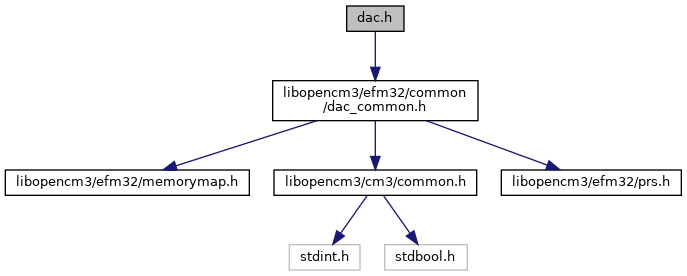 dac.h
libopencm3/efm32/common
/dac_common.h
libopencm3/efm32/memorymap.h
libopencm3/cm3/common.h
libopencm3/efm32/prs.h
stdint.h
stdbool.h